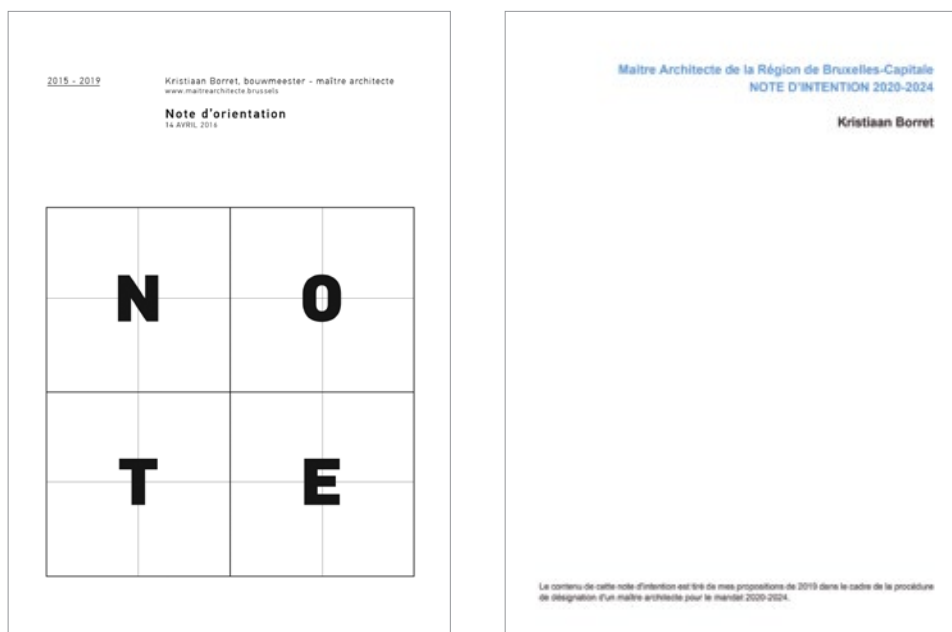 2015 - 2019
Kristiaan Borret, bouwmeester - maître architecte
www.maitrearchitecte.brussels
Note d'orientation
14 AVRIL 2016
N O
T E
Maitre Architecte de la Région de Bruxelles-Capitale
NOTE D'INTENTION 2020-2024
Kristiaan Borret
Le contenu de cette note d'intention est tiré de mes propositions de 2019 dans le cadre de la procédure
de désignation d'un maître architecte pour le mandat 2020-2024.